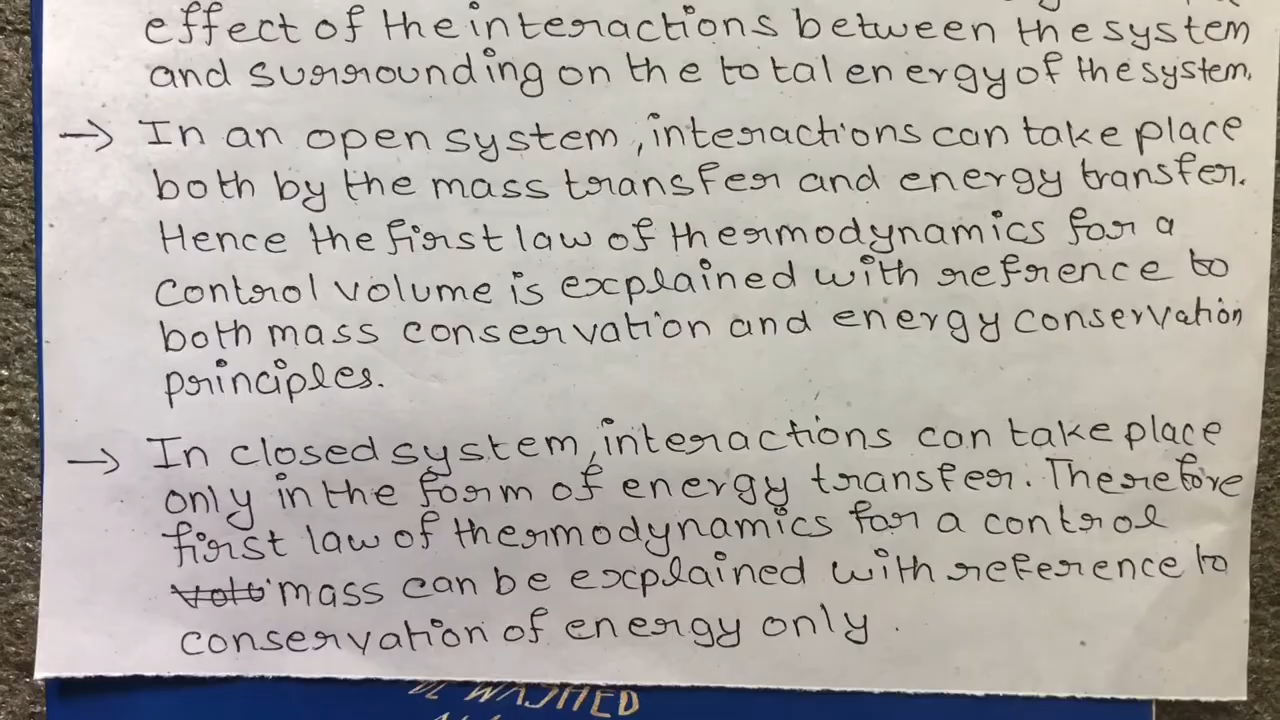 effect of the interactions between the system
and surrounding on the total energy of the system.
→ In an open system, interactions can take place
both by the mass transfer and energy transfer.
Hence the first law of thermodynamics for a
control volume is explained with refrence to
both mass conservation and energy conservation
principles.
→ In closed system, interactions can take place
only in the form of energy transfer. Therefore
first law of thermodynamics for a control
mass can be explained with reference to
conservation of energy only.
WASHED